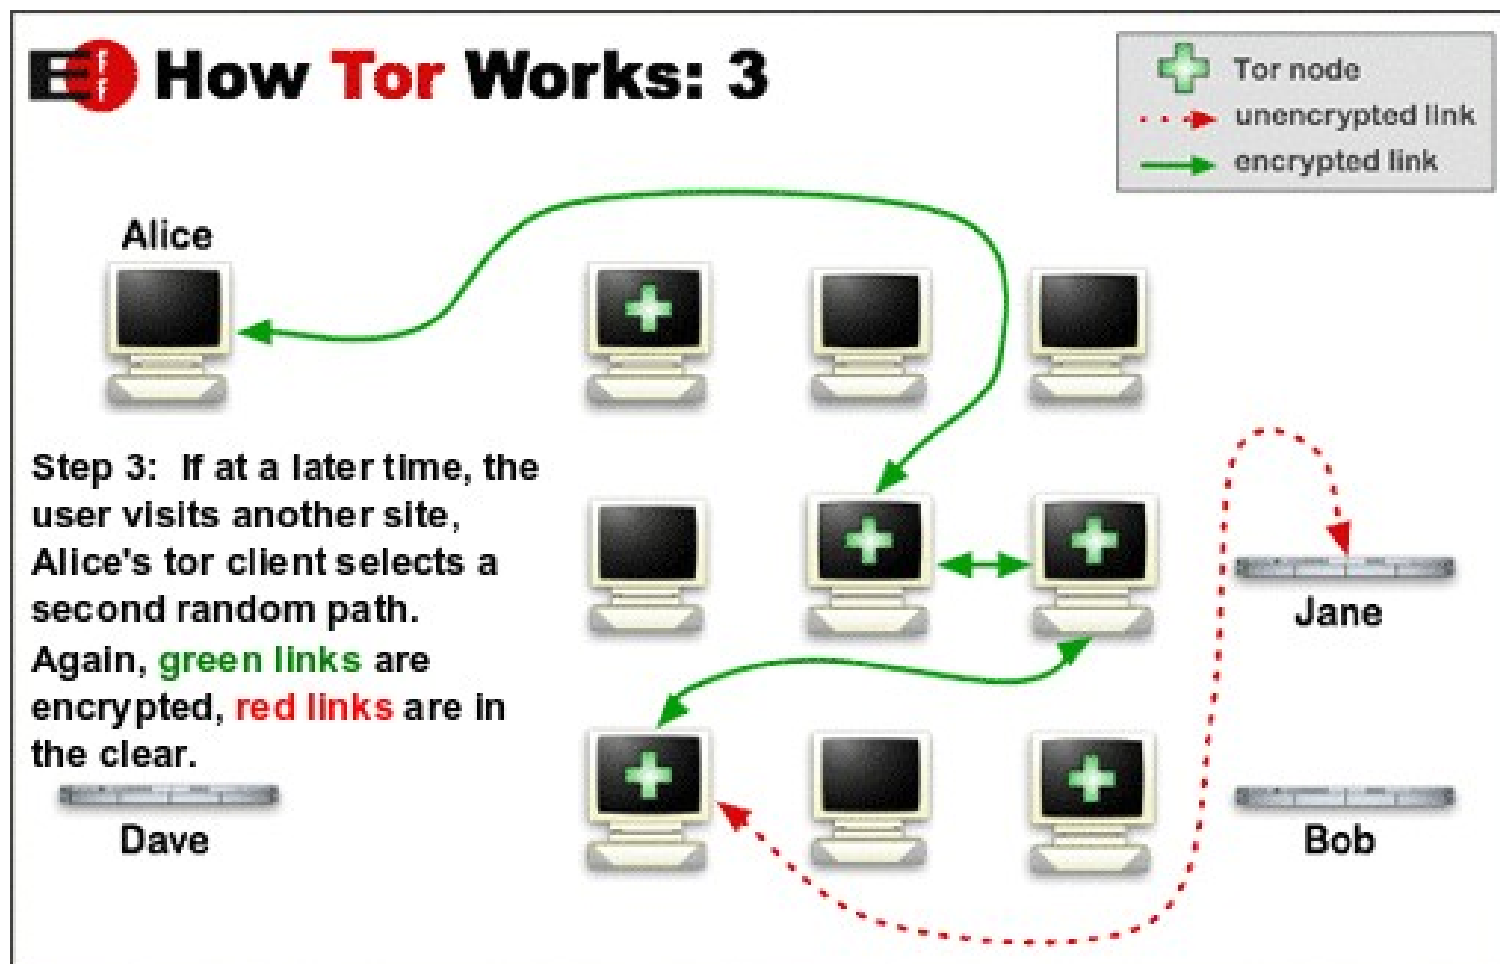 EFF How Tor Works: 3
Tor node
unencrypted link
encrypted link
Alice
Step 3: If at a later time, the
user visits another site,
Alice's tor client selects a
second random path.
Again, green links are
encrypted, red links are in
the clear.
Jane
Dave
Bob